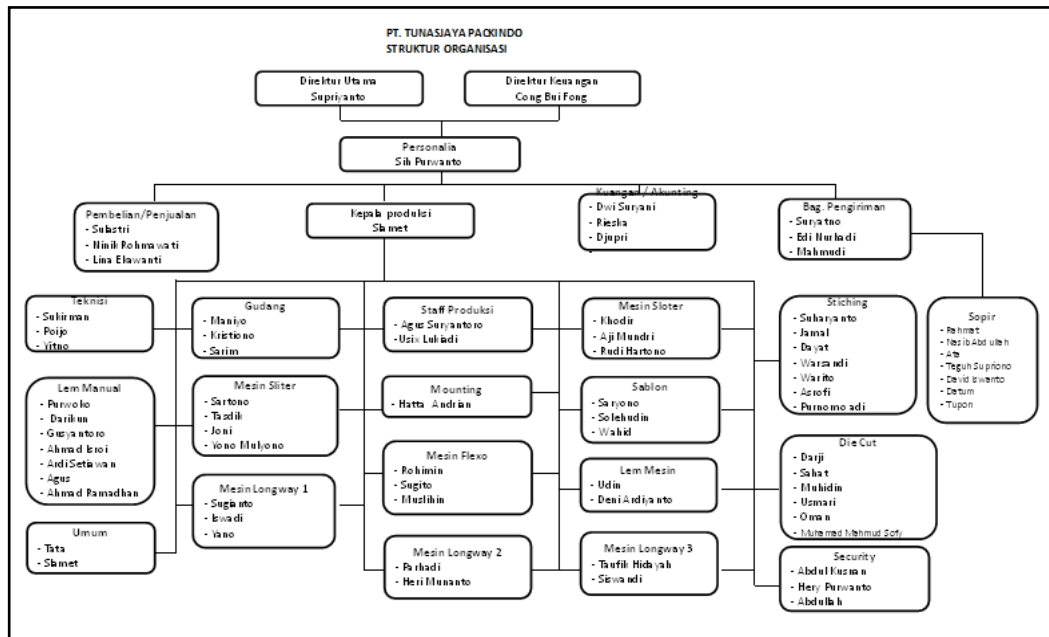 PT. TUNASJAYA PACKINDO
STRUKTUR ORGANISASI
Direktur Utama
Supriyanto
Direktur Keuangan
Cong Bui Fong
Personalia
Sih Purwanto
Pembelian/Penjualan
- Sulastri
- Ninik Rohmawati
- Lina Ekawanti
Kepala produksi
Slamet
Kuangan / Akunting
- Dwi Suryani
- Rieska
- Djupri
-
Bag. Pengiriman
- Suryatno
- Edi Nurhadi
- Mahmudi
Teknisi
- Sukirman
- Poijo
- Yitno
Gudang
- Maniyo
- Kristiono
- Sarim
Staff Produksi
- Agus Suryantoro
- Usix Lukiadi
Mesin Sloter
- Khodir
- Aji Mundri
- Rudi Hartono
Stiching
- Suharyanto
- Jamal
- Dayat
- Warsandi
- Warito
- Asrofi
- Purnomo adi
Sopir
- Rahmat
- Nasib Abdullah
- Ata
- Teguh Supriono
- David Iswanto
- Datum
- Tupon
Lem Manual
- Purwoko
- Darikun
- Gusyantoro
- Ahmad Isroi
- Ardi Setiawan
- Agus
- Ahmad Ramadhan
Mesin Sliter
- Sartono
- Tasdik
- Joni
- Yono Mulyono
Mounting
- Hatta Andrian
Sablon
- Saryono
- Solehudin
- Wahid
Mesin Flexo
- Rohimin
- Sugito
- Muslihin
Lem Mesin
- Udin
- Deni Ardiyanto
Die Cut
- Darji
- Sahat
- Muhidin
- Usmari
- Oman
- Muhamad Mahmud Sofy
Mesin Longway 1
- Sugianto
- Iswadi
- Yano
Umum
- Tata
- Slamet
Mesin Longway 2
- Parhadi
- Heri Munanto
Mesin Longway 3
- Taufik Hidayah
- Siswandi
Security
- Abdul Kusnan
- Hery Purwanto
- Abdullah